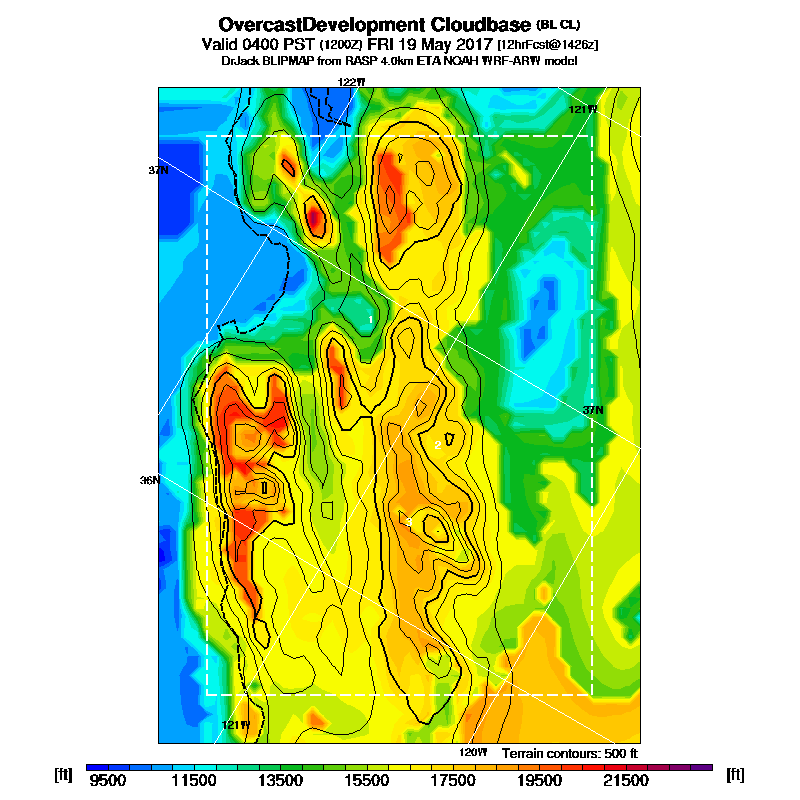 OvercastDevelopment Cloudbase (BL CL)
Valid 0400 PST (1200Z) FRI 19 May 2017 [12hrFcst@1426z]
DrJack BLIPMAP from RASP 4.0km ETA NOAH WRF-ARW model
122W
121W
37N
1
37N
2
36N
3
121W
120W Terrain contours: 500 ft
[ft] 9500 11500 13500 15500 17500 19500 21500 [ft]